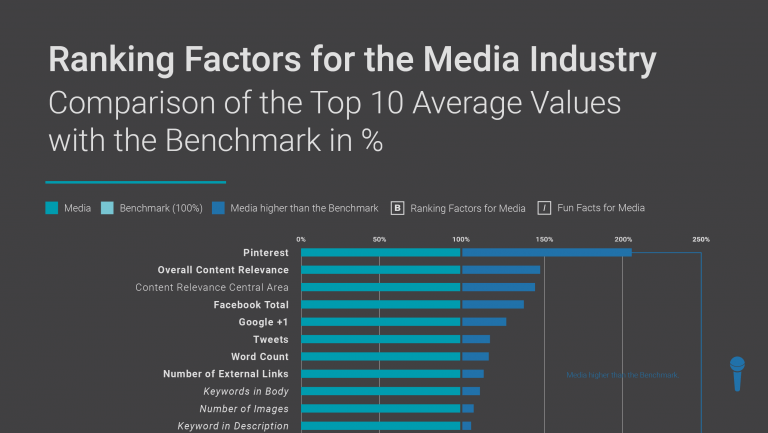 Ranking Factors for the Media Industry
Comparison of the Top 10 Average Values
with the Benchmark in %
Media Benchmark (100%) Media higher than the Benchmark B Ranking Factors for Media I Fun Facts for Media
0% 50% 100% 150% 200% 250%
Pinterest
Overall Content Relevance
Content Relevance Central Area
Facebook Total
Google +1
Tweets
Word Count
Number of External Links
Media higher than the Benchmark
Keywords in Body
Number of Images
Keyword in Description